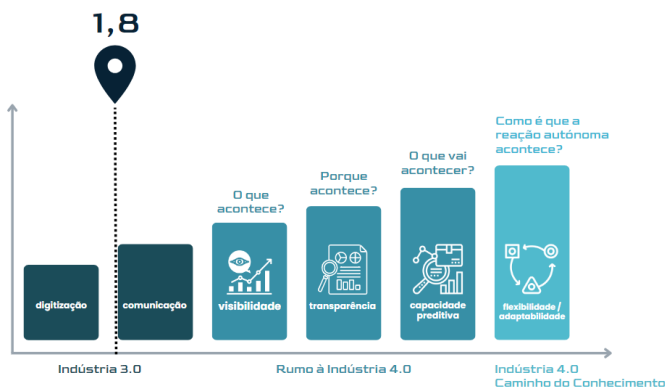 1,8
Como é que a
reação autónoma
acontece?
O que vai
acontecer?
Porque
acontece?
O que
acontece?
digitização
comunicação
visibilidade
transparência
capacidade
preditiva
flexibilidade /
adaptabilidade
Indústria 3.0
Rumo à Indústria 4.0
Indústria 4.0
Caminho do Conhecimento